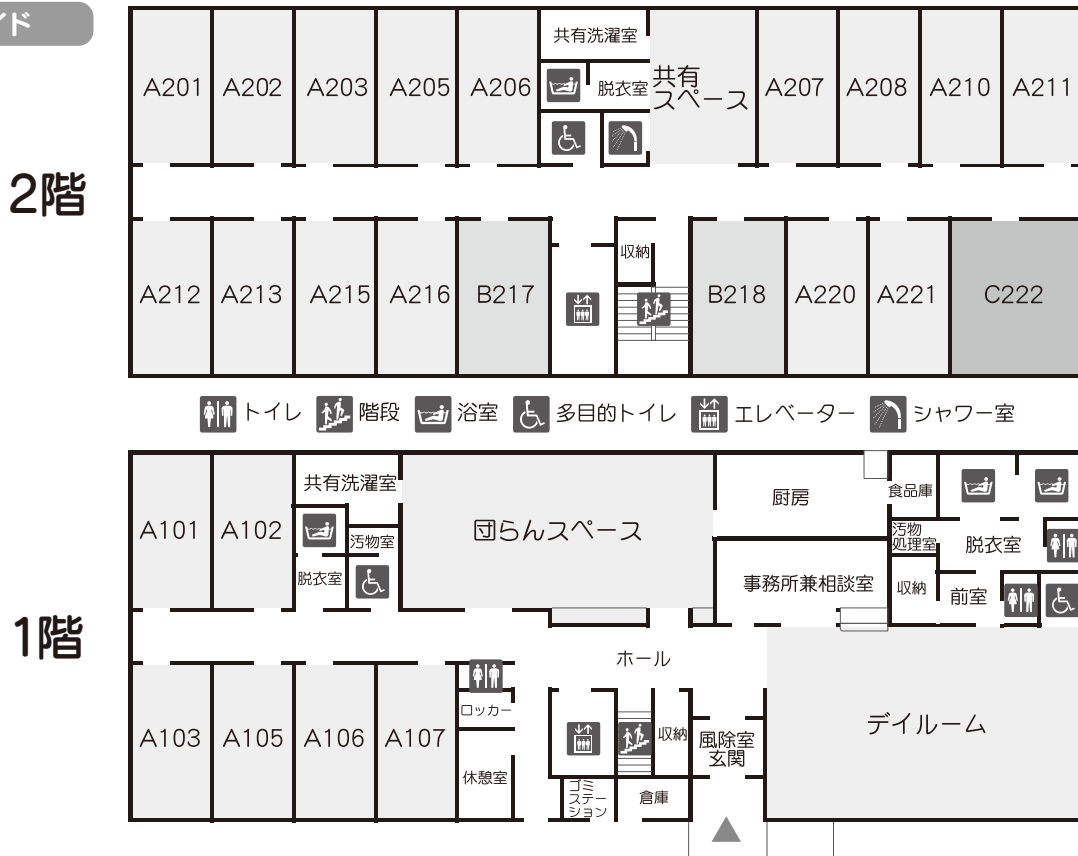 イド
2階
A201 A202 A203 A205 A206
共有洗濯室
脱衣室
共有
スペース
A207 A208 A210 A211
A212 A213 A215 A216 B217
収納
B218 A220 A221 C222
トイレ 階段 浴室 多目的トイレ エレベーター シャワー室
1階
A101 A102
共有洗濯室
汚物室
脱衣室
団らんスペース
厨房
食品庫
汚物
処理室
脱衣室
事務所兼相談室
収納
前室
ホール
A103 A105 A106 A107
ロッカー
休憩室
収納
風除室
玄関
デイルーム
ゴミ
ステー
ション
倉庫